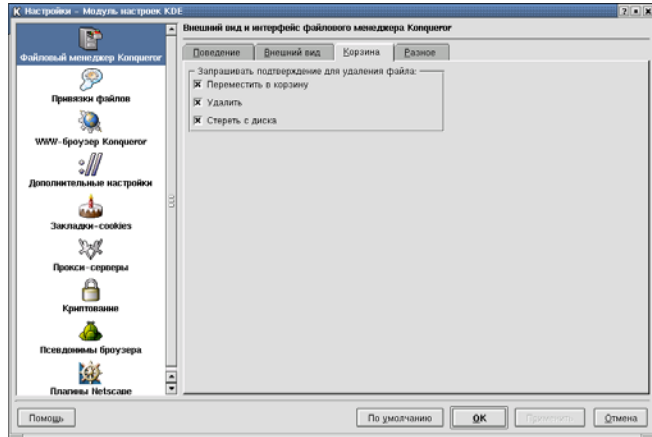 Настройки - Модуль настроек KDE
Внешний вид и интерфейс файлового менеджера Konqueror
Файловый менеджер Konqueror
Привязки файлов
WWW-броузер Konqueror
Дополнительные настройки
Закладки-cookies
Прокси-серверы
Криптование
Псевдонимы броузера
Плагины Netscape
Поведение
Внешний вид
Корзина
Разное
Запрашивать подтверждение для удаления файла:
Переместить в корзину
Удалить
Стереть с диска
Помощь
По умолчанию
OK
Применить
Отмена